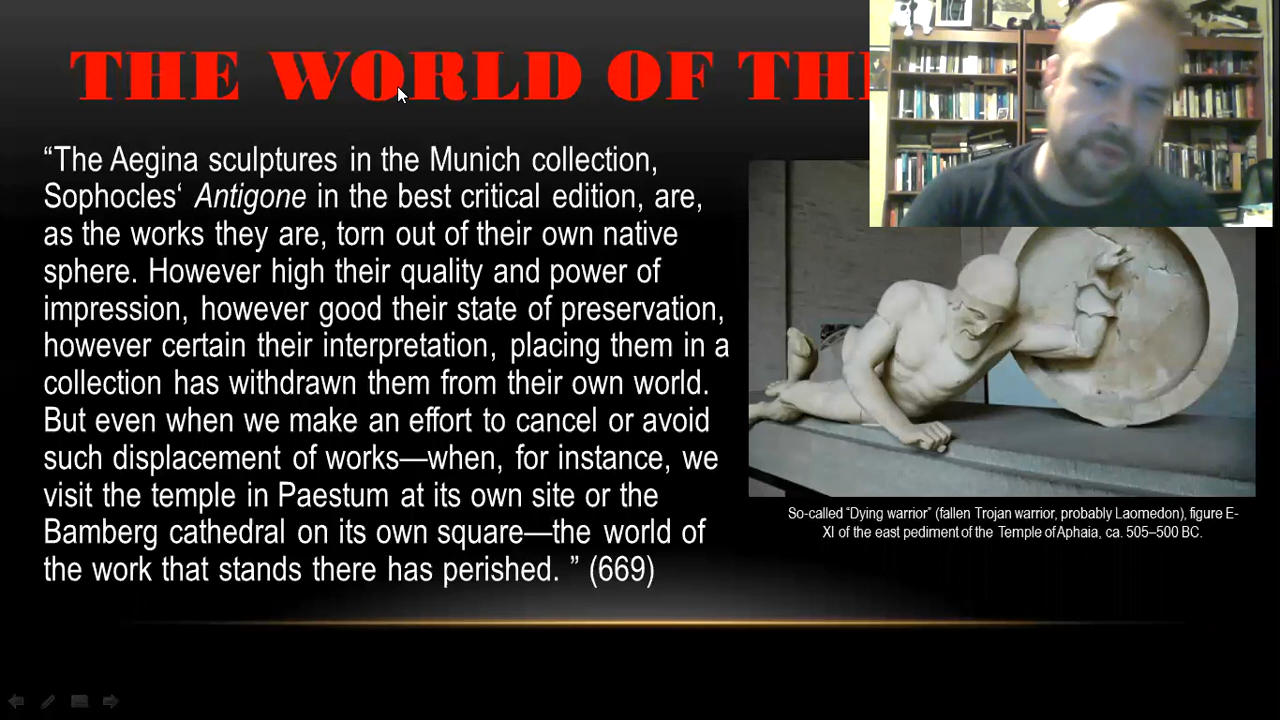 THE WORLD OF THE
“The Aegina sculptures in the Munich collection,
Sophocles‘ Antigone in the best critical edition, are,
as the works they are, torn out of their own native
sphere. However high their quality and power of
impression, however good their state of preservation,
however certain their interpretation, placing them in a
collection has withdrawn them from their own world.
But even when we make an effort to cancel or avoid
such displacement of works—when, for instance, we
visit the temple in Paestum at its own site or the
Bamberg cathedral on its own square—the world of
the work that stands there has perished. ” (669)
So-called “Dying warrior” (fallen Trojan warrior, probably Laomedon), figure E-
XI of the east pediment of the Temple of Aphaia, ca. 505–500 BC.